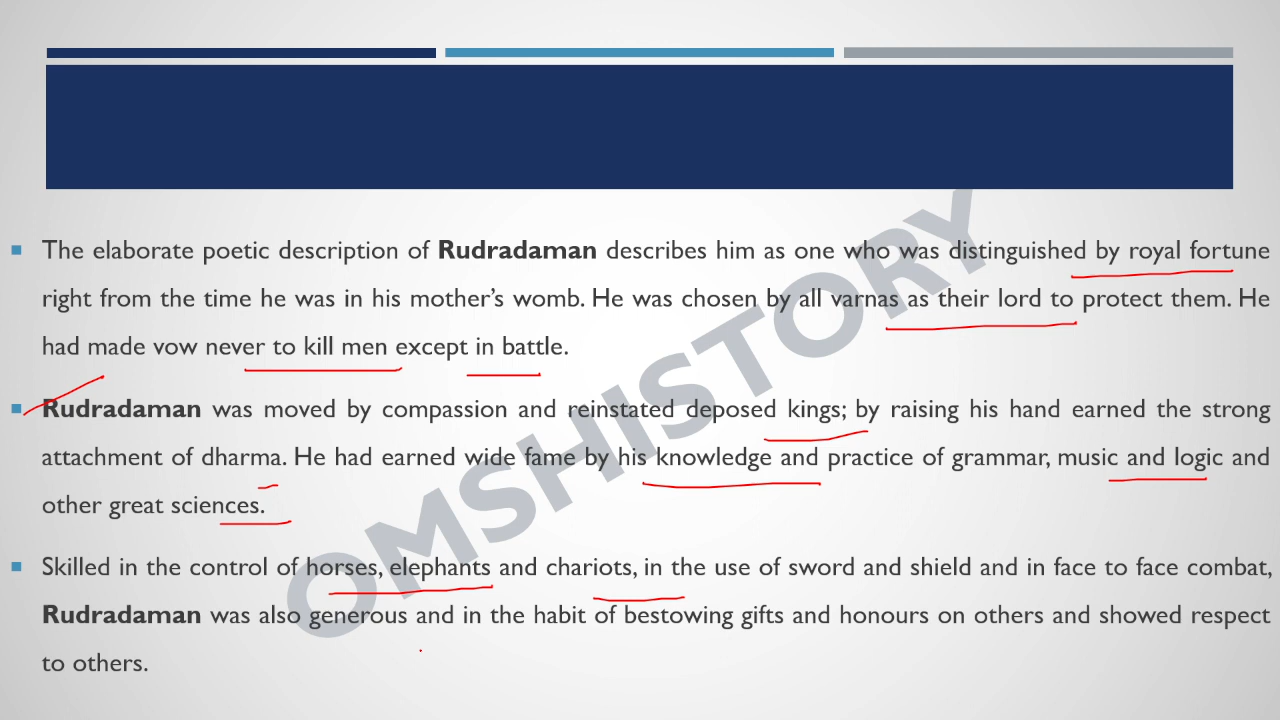 The elaborate poetic description of Rudradaman describes him as one who was distinguished by royal fortune
right from the time he was in his mother's womb. He was chosen by all varnas as their lord to protect them. He
had made vow never to kill men except in battle.
Rudradaman was moved by compassion and reinstated deposed kings; by raising his hand earned the strong
attachment of dharma. He had earned wide fame by his knowledge and practice of grammar, music and logic and
other great sciences.
Skilled in the control of horses, elephants and chariots, in the use of sword and shield and in face to face combat,
Rudradaman was also generous and in the habit of bestowing gifts and honours on others and showed respect
to others.
OMSHISTORY